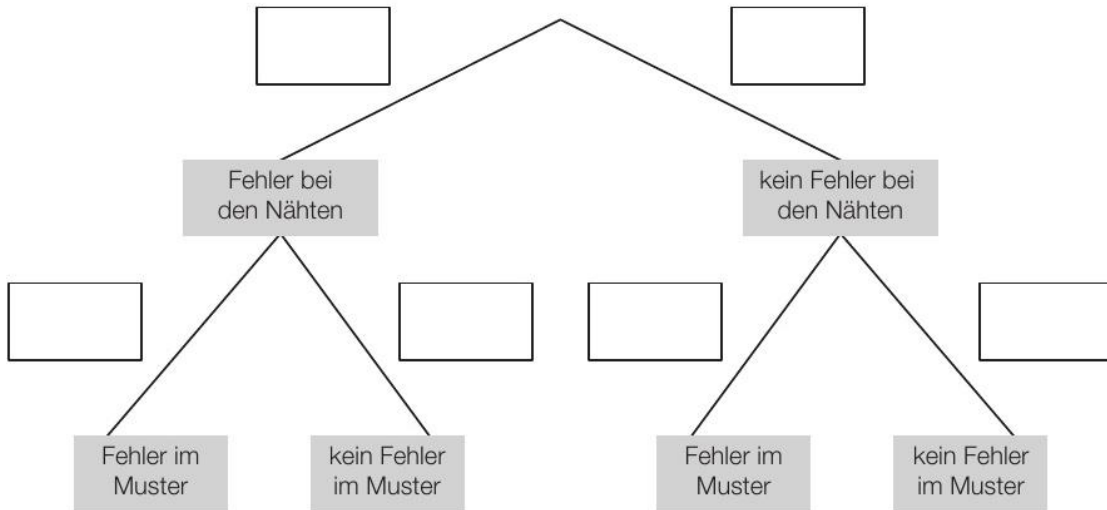 Fehler bei
den Nähten
kein Fehler bei
den Nähten
Fehler im
Muster
kein Fehler
im Muster
Fehler im
Muster
kein Fehler
im Muster